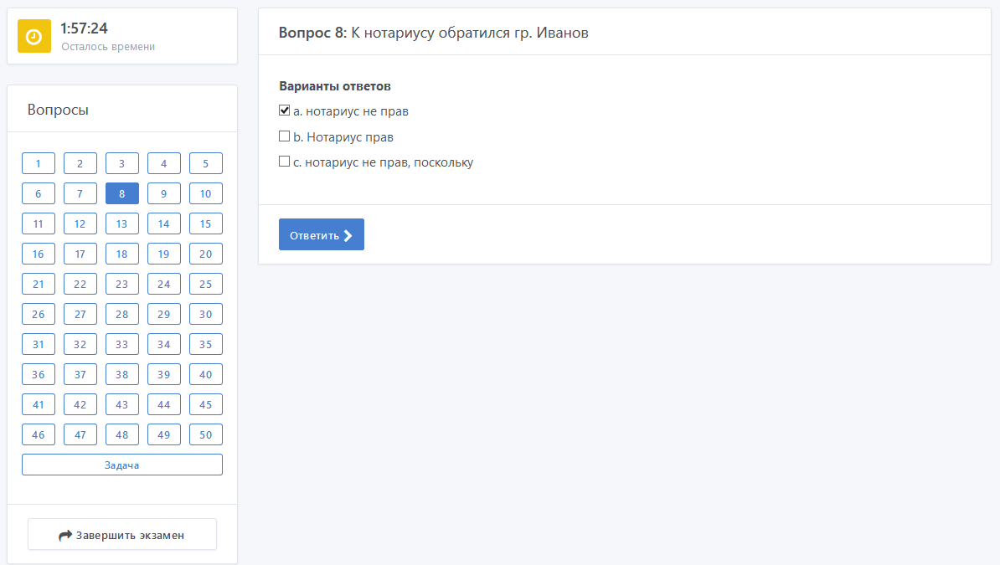 1:57:24
Осталось времени
Вопросы
1 2 3 4 5
6 7 8 9 10
11 12 13 14 15
16 17 18 19 20
21 22 23 24 25
26 27 28 29 30
31 32 33 34 35
36 37 38 39 40
41 42 43 44 45
46 47 48 49 50
Задача
Завершить экзамен
Вопрос 8: К нотариусу обратился гр. Иванов
Варианты ответов
a. нотариус не прав
b. Нотариус прав
c. нотариус не прав, поскольку
Ответить